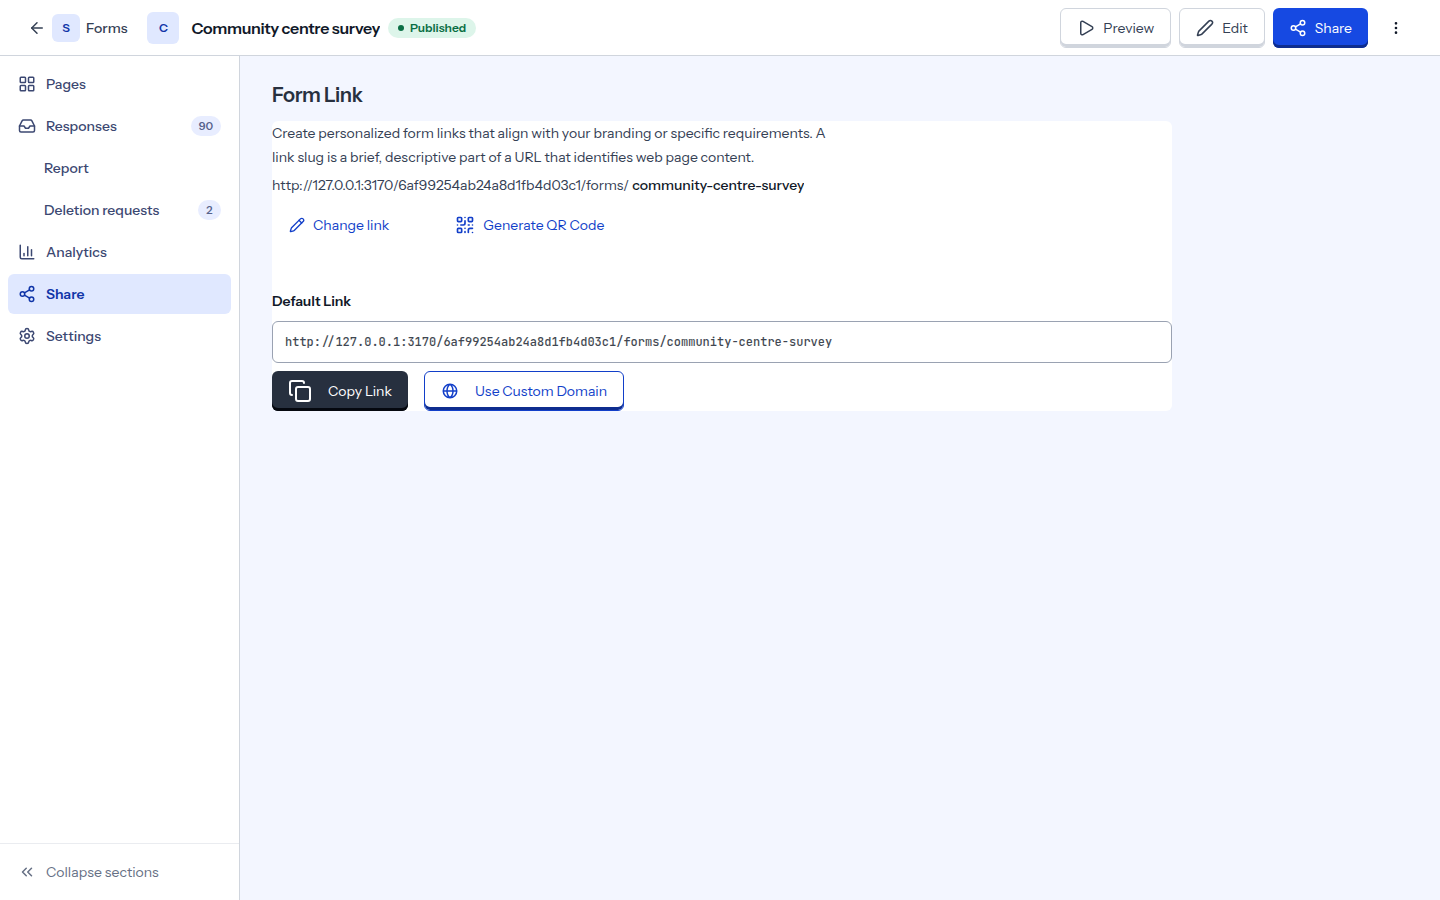 S Forms C Community centre survey Published Preview Edit Share
Pages
Responses 90
Report
Deletion requests 2
Analytics
Share
Settings
Collapse sections
Form Link
Create personalized form links that align with your branding or specific requirements. A
link slug is a brief, descriptive part of a URL that identifies web page content.
http://127.0.0.1:3170/6af99254ab24a8d1fb4d03c1/forms/ community-centre-survey
Change link Generate QR Code
Default Link
http://127.0.0.1:3170/6af99254ab24a8d1fb4d03c1/forms/community-centre-survey
Copy Link Use Custom Domain